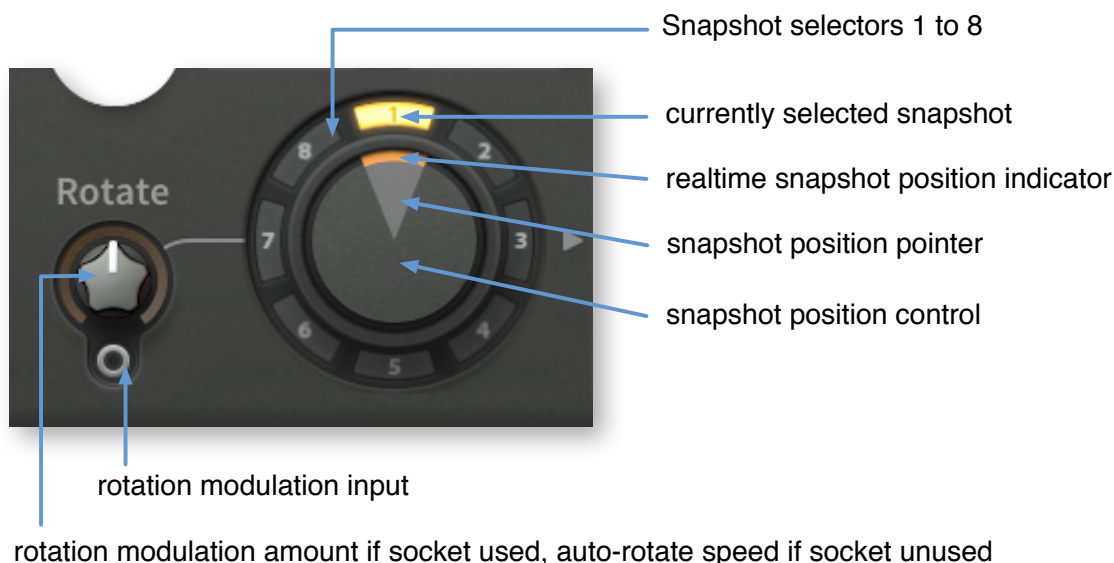 Snapshot selectors 1 to 8
currently selected snapshot
realtime snapshot position indicator
snapshot position pointer
snapshot position control
Rotate
1
2
3
4
5
6
7
8
rotation modulation input
rotation modulation amount if socket used, auto-rotate speed if socket unused